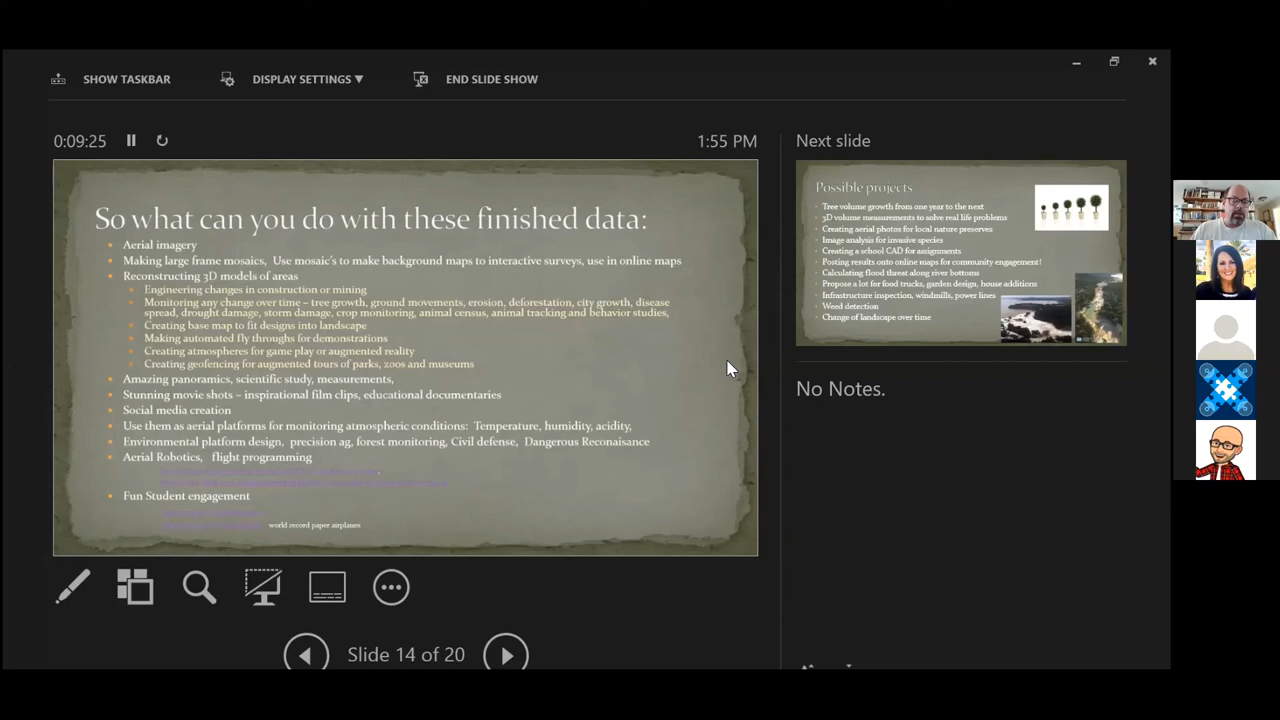 SHOW TASKBAR
DISPLAY SETTINGS ▼
END SLIDE SHOW
0:09:25
1:55 PM
So what can you do with these finished data:
Aerial imagery
Making large frame mosaics, Use mosaic's to make background maps to interactive surveys, use in online maps
Reconstructing 3D models of areas
Engineering changes in construction or mining
Monitoring any change over time – tree growth, ground movements, erosion, deforestation, city growth, disease
spread, drought damage, storm damage, crop monitoring, animal census, animal tracking and behavior studies,
Creating base map to fit designs into landscape
Making automated fly throughs for demonstrations
Creating atmospheres for game play or augmented reality
Creating geofencing for augmented tours of parks, zoos and museums
Amazing panoramics, scientific study, measurements,
Stunning movie shots – inspirational film clips, educational documentaries
Social media creation
Use them as aerial platforms for monitoring atmospheric conditions: Temperature, humidity, acidity,
Environmental platform design, precision ag, forest monitoring, Civil defense, Dangerous Reconaisance
Aerial Robotics, flight programming
Fun Student engagement
world record paper airplanes
Slide 14 of 20
Next slide
Possible projects
Tree volume growth from one year to the next
3D volume measurements to solve real life problems
Creating aerial photos for local nature preserves
Image analysis for invasive species
Creating a school CAD for assignments
Posting results onto online maps for community engagement!
Calculating flood threat along river bottoms
Propose a lot for food trucks, garden design, house additions
Infrastructure inspection, windmills, power lines
Weed detection
Change of landscape over time
No Notes.